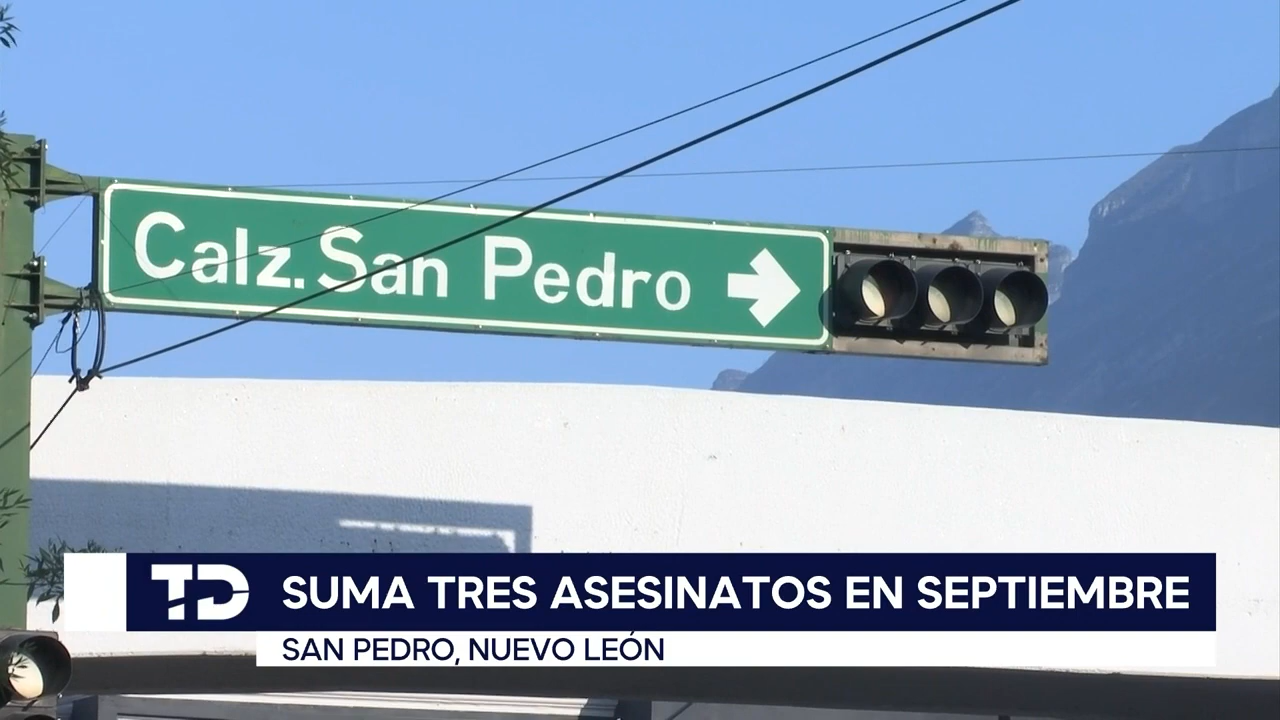 Calz. San Pedro
TD SUMA TRES ASESINATOS EN SEPTIEMBRE
SAN PEDRO, NUEVO LEÓN